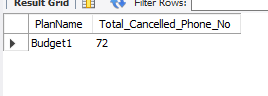 Result Grid Filter Rows:
PlanName Total_Cancelled_Phone_No
Budget1 72